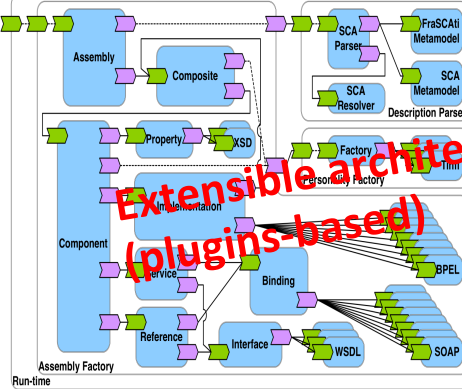 Assembly
SCA
Parser
FraSCAti
Metamodel
Composite
SCA
Metamodel
SCA
Resolver
Description Parse
Property
XSD
Factory
Personality Factory
Extensible archite
(plugins-based)
Implementation
Component
Service
Binding
BPEL
Reference
Interface
WSDL
SOAP
Assembly Factory
Run-time